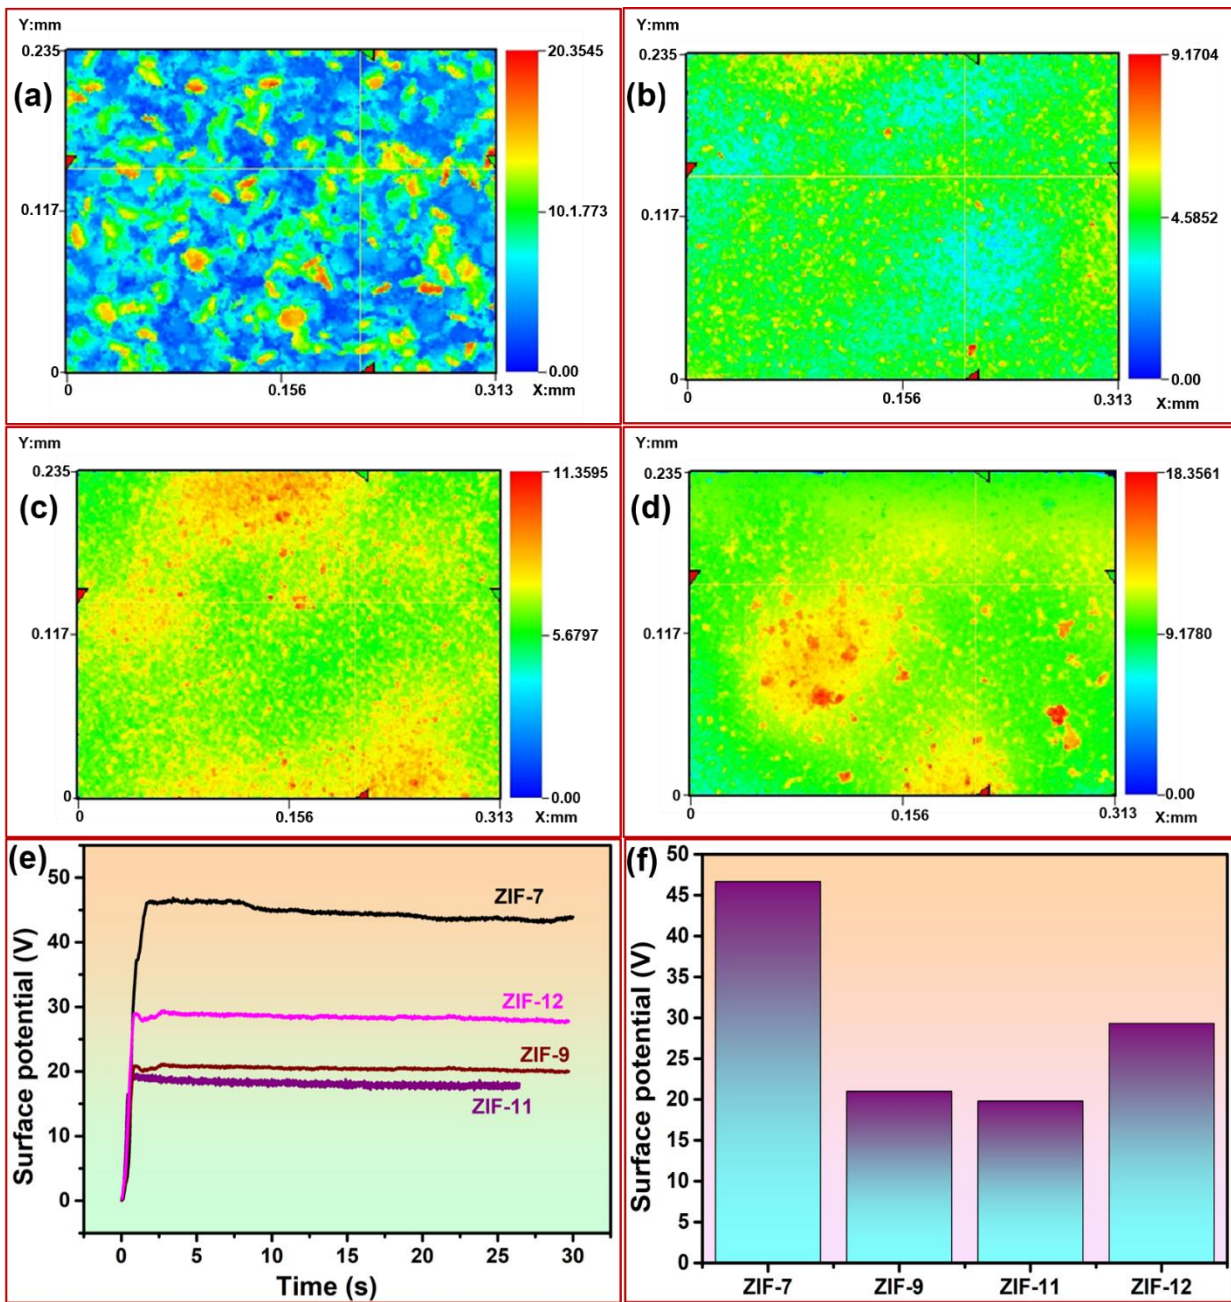 (a)
Y:mm
0.235
0.117
0
0
0.156
0.313
X:mm
20.3545
10.1.773
0.00
(b)
Y:mm
0.235
0.117
0
0
0.156
0.313
X:mm
9.1704
4.5852
0.00
(c)
Y:mm
0.235
0.117
0
0
0.156
0.313
X:mm
11.3595
5.6797
0.00
(d)
Y:mm
0.235
0.117
0
0
0.156
0.313
X:mm
18.3561
9.1780
0.00
(e)
Surface potential (V)
50
40
30
20
10
0
ZIF-7
ZIF-12
ZIF-9
ZIF-11
0
5
10
15
20
25
30
Time (s)
(f)
Surface potential (V)
50
45
40
35
30
25
20
15
10
5
0
ZIF-7
ZIF-9
ZIF-11
ZIF-12